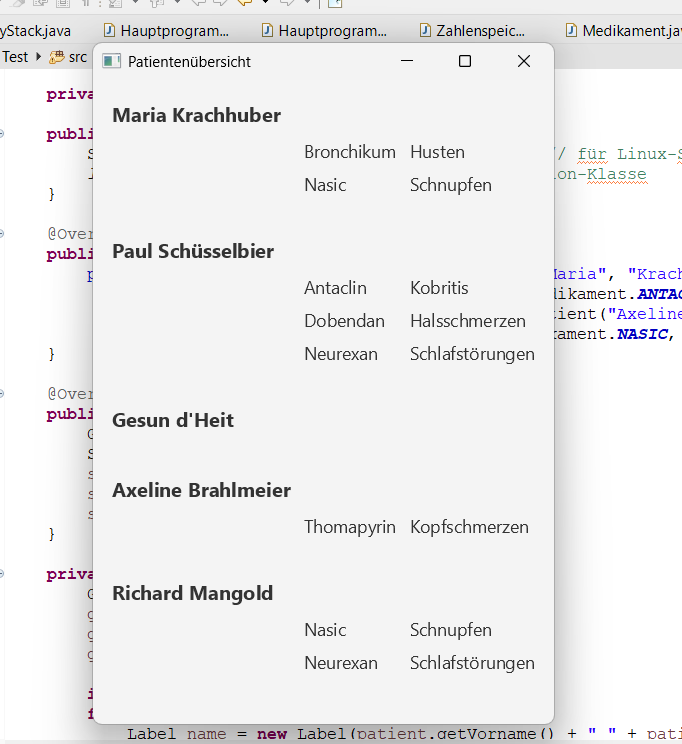 yStack.java Hauptprogram... Hauptprogram... Zahlenspeic... Medikament.ja
Test src
Patientenübersicht
Maria Krachhuber
Bronchikum Husten
Nasic Schnupfen
Paul Schüsselbier
Antaclin Kobritis
Dobendan Halsschmerzen
Neurexan Schlafstörungen
Gesun d'Heit
Axeline Brahlmeier
Thomapyrin Kopfschmerzen
Richard Mangold
Nasic Schnupfen
Neurexan Schlafstörungen
priva
publi
/ für Linux-S
on-Klasse
}
@Over
publi
Maria", "Krach
dikament.ANTAC
tient("Axeline
kament.NASIC,
}
@Over
publi
}
priva
Label name = new Label(patient.getVorname() + " " + pati